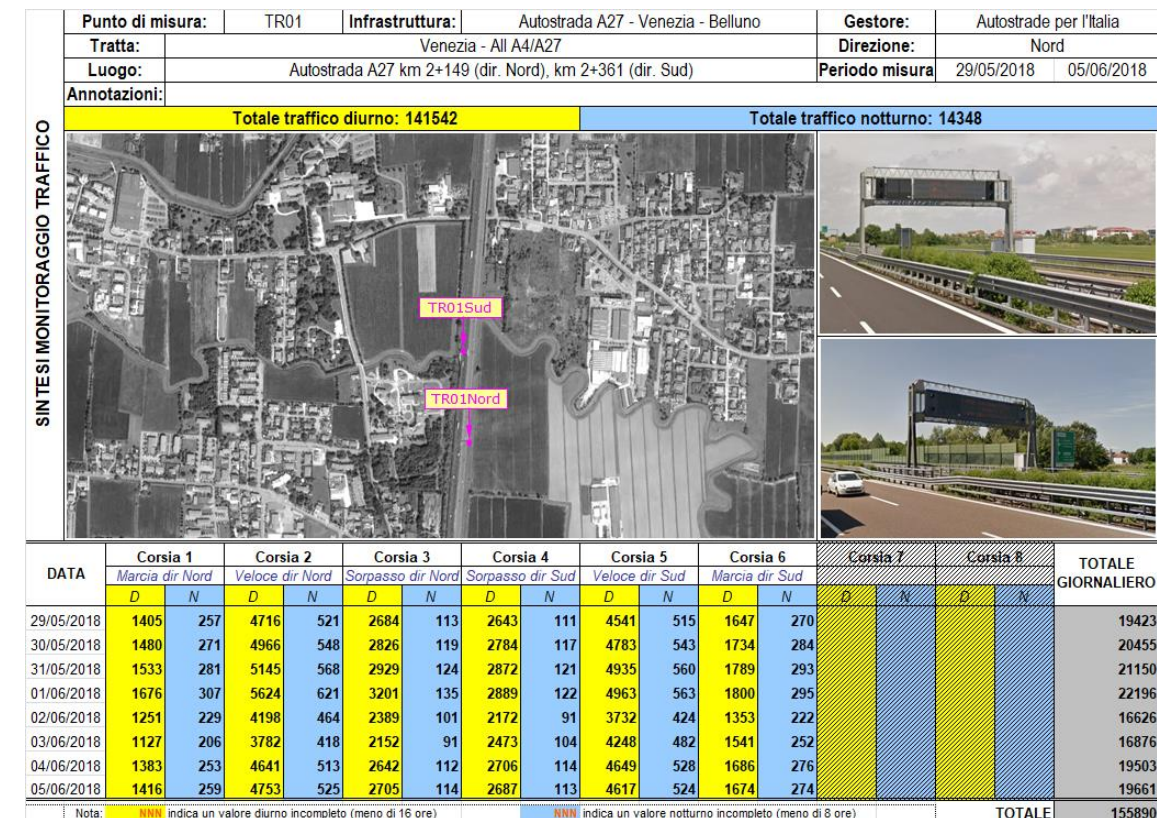 SINTESI MONITORAGGIO TRAFFICO
Punto di misura: TR01 Infrastruttura: Autostrada A27 - Venezia - Belluno Gestore: Autostrade per l'Italia
Tratta: Venezia - All A4/A27 Direzione: Nord
Luogo: Autostrada A27 km 2+149 (dir. Nord), km 2+361 (dir. Sud) Periodo misura 29/05/2018 05/06/2018
Annotazioni:
Totale traffico diurno: 141542 Totale traffico notturno: 14348
TR01Sud
TR01Nord
DATA Corsia 1 Corsia 2 Corsia 3 Corsia 4 Corsia 5 Corsia 6 Corsia 7 Corsia 8 TOTALE GIORNALIERO
Marcia dir Nord Veloce dir Nord Sorpasso dir Nord Sorpasso dir Sud Veloce dir Sud Marcia dir Sud
D N D N D N D N D N D N D N D N
29/05/2018 1405 257 4716 521 2684 113 2643 111 4541 515 1647 270 19423
30/05/2018 1480 271 4966 548 2826 119 2784 117 4783 543 1734 284 20455
31/05/2018 1533 281 5145 568 2929 124 2872 121 4935 560 1789 293 21150
01/06/2018 1676 307 5624 621 3201 135 2889 122 4963 563 1800 295 22196
02/06/2018 1251 229 4198 464 2389 101 2172 91 3732 424 1353 222 16626
03/06/2018 1127 206 3782 418 2152 91 2473 104 4248 482 1541 252 16876
04/06/2018 1383 253 4641 513 2642 112 2706 114 4649 528 1686 276 19503
05/06/2018 1416 259 4753 525 2705 114 2687 113 4617 524 1674 274 19661
Nota: NNN indica un valore diurno incompleto (meno di 16 ore) NNN indica un valore notturno incompleto (meno di 8 ore) TOTALE 155890